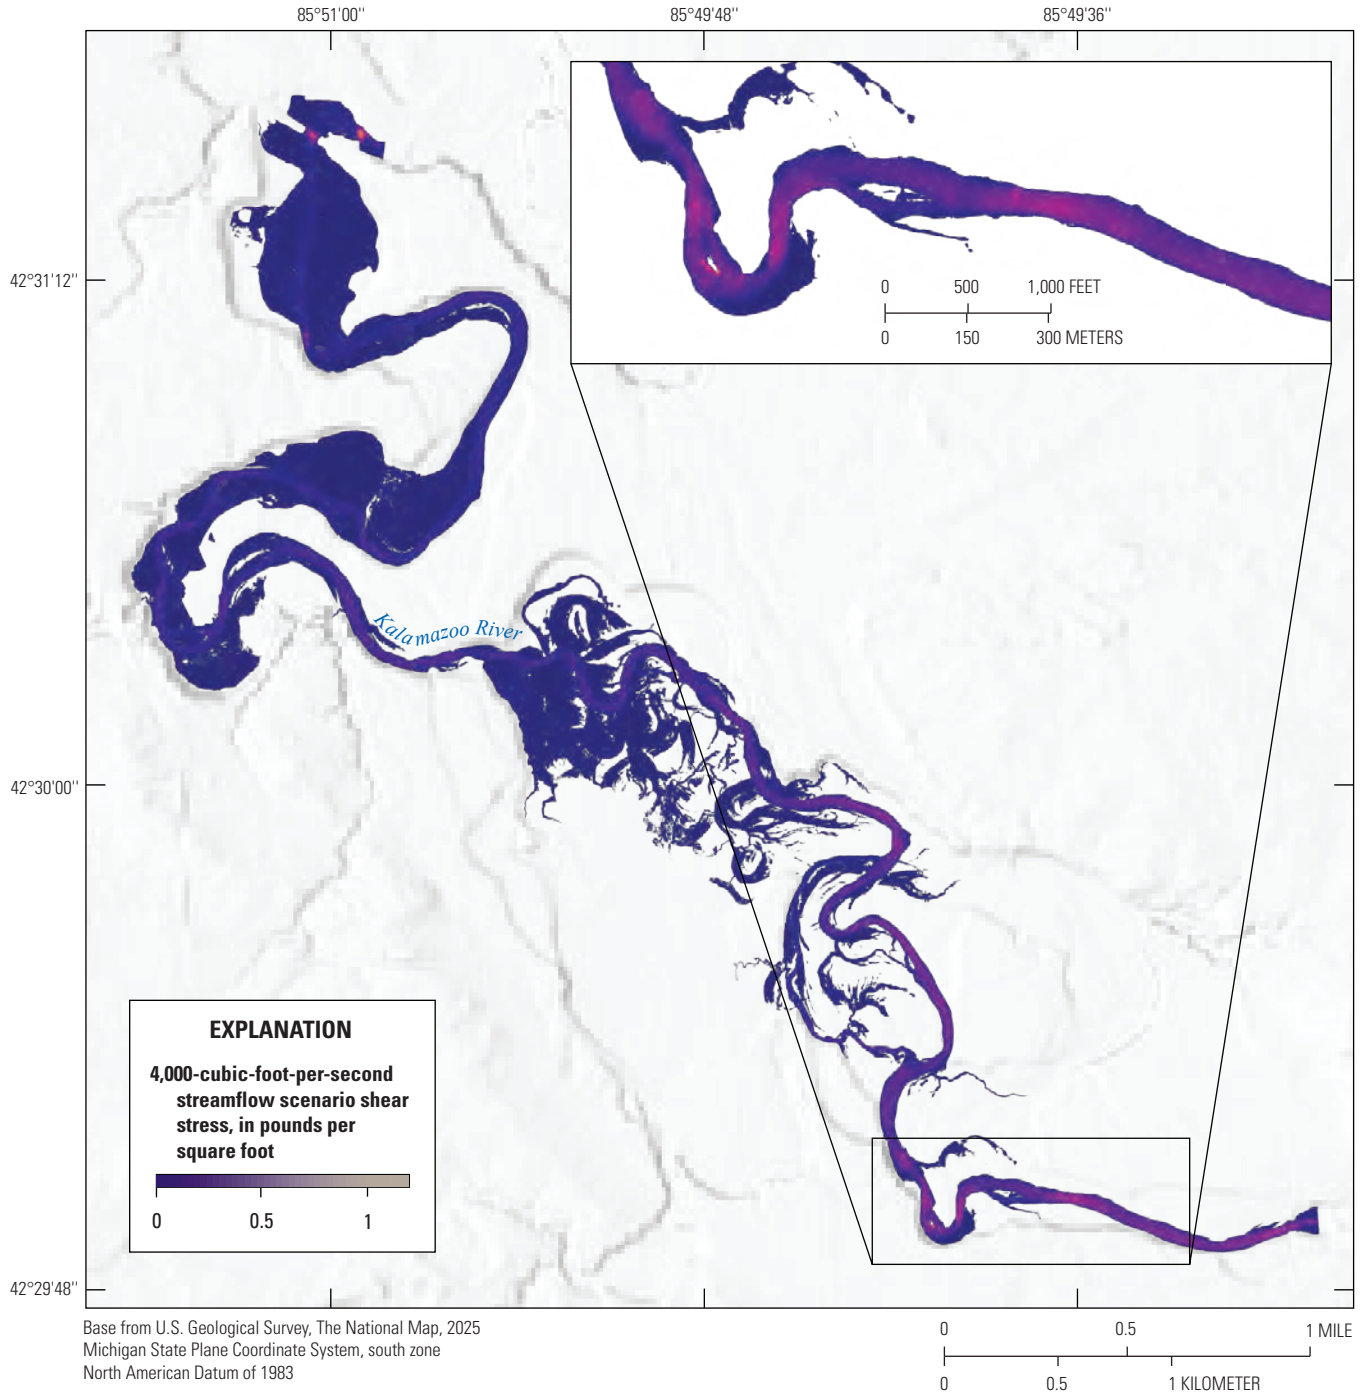 85°51'00"
85°49'48"
85°49'36"
42°31'12"
42°30'00"
42°29'48"
0 500 1,000 FEET
0 150 300 METERS
Kalamazoo River
EXPLANATION
4,000-cubic-foot-per-second
streamflow scenario shear
stress, in pounds per
square foot
0 0.5 1
Base from U.S. Geological Survey, The National Map, 2025
Michigan State Plane Coordinate System, south zone
North American Datum of 1983
0 0.5 1 MILE
0 0.5 1 KILOMETER